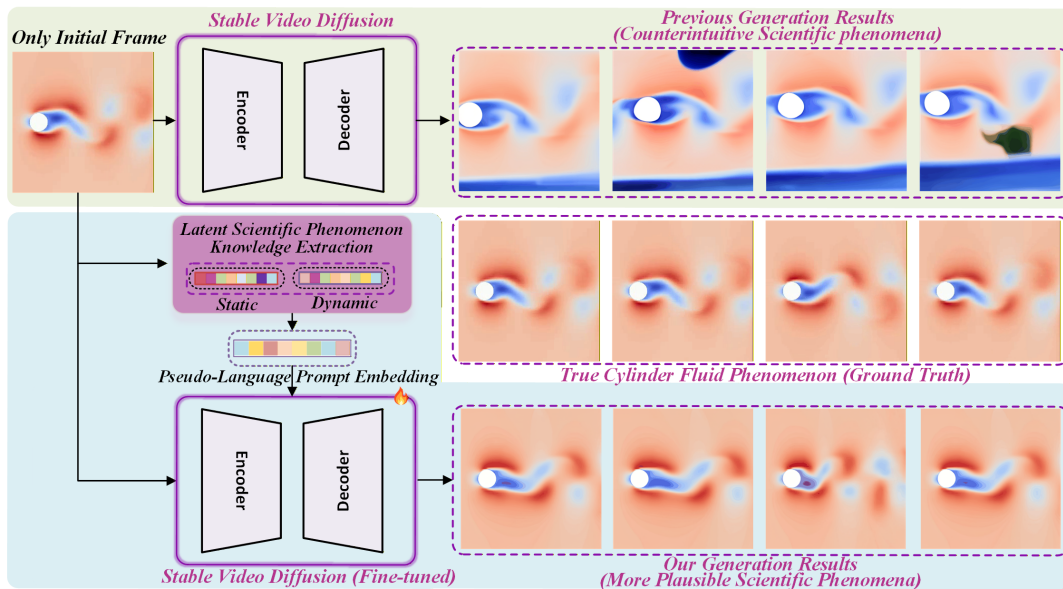 Stable Video Diffusion
Previous Generation Results
(Counterintuitive Scientific phenomena)
Only Initial Frame
Encoder
Decoder
Latent Scientific Phenomenon
Knowledge Extraction
Static
Dynamic
Pseudo-Language Prompt Embedding
True Cylinder Fluid Phenomenon (Ground Truth)
Encoder
Decoder
Stable Video Diffusion (Fine-tuned)
Our Generation Results
(More Plausible Scientific Phenomena)